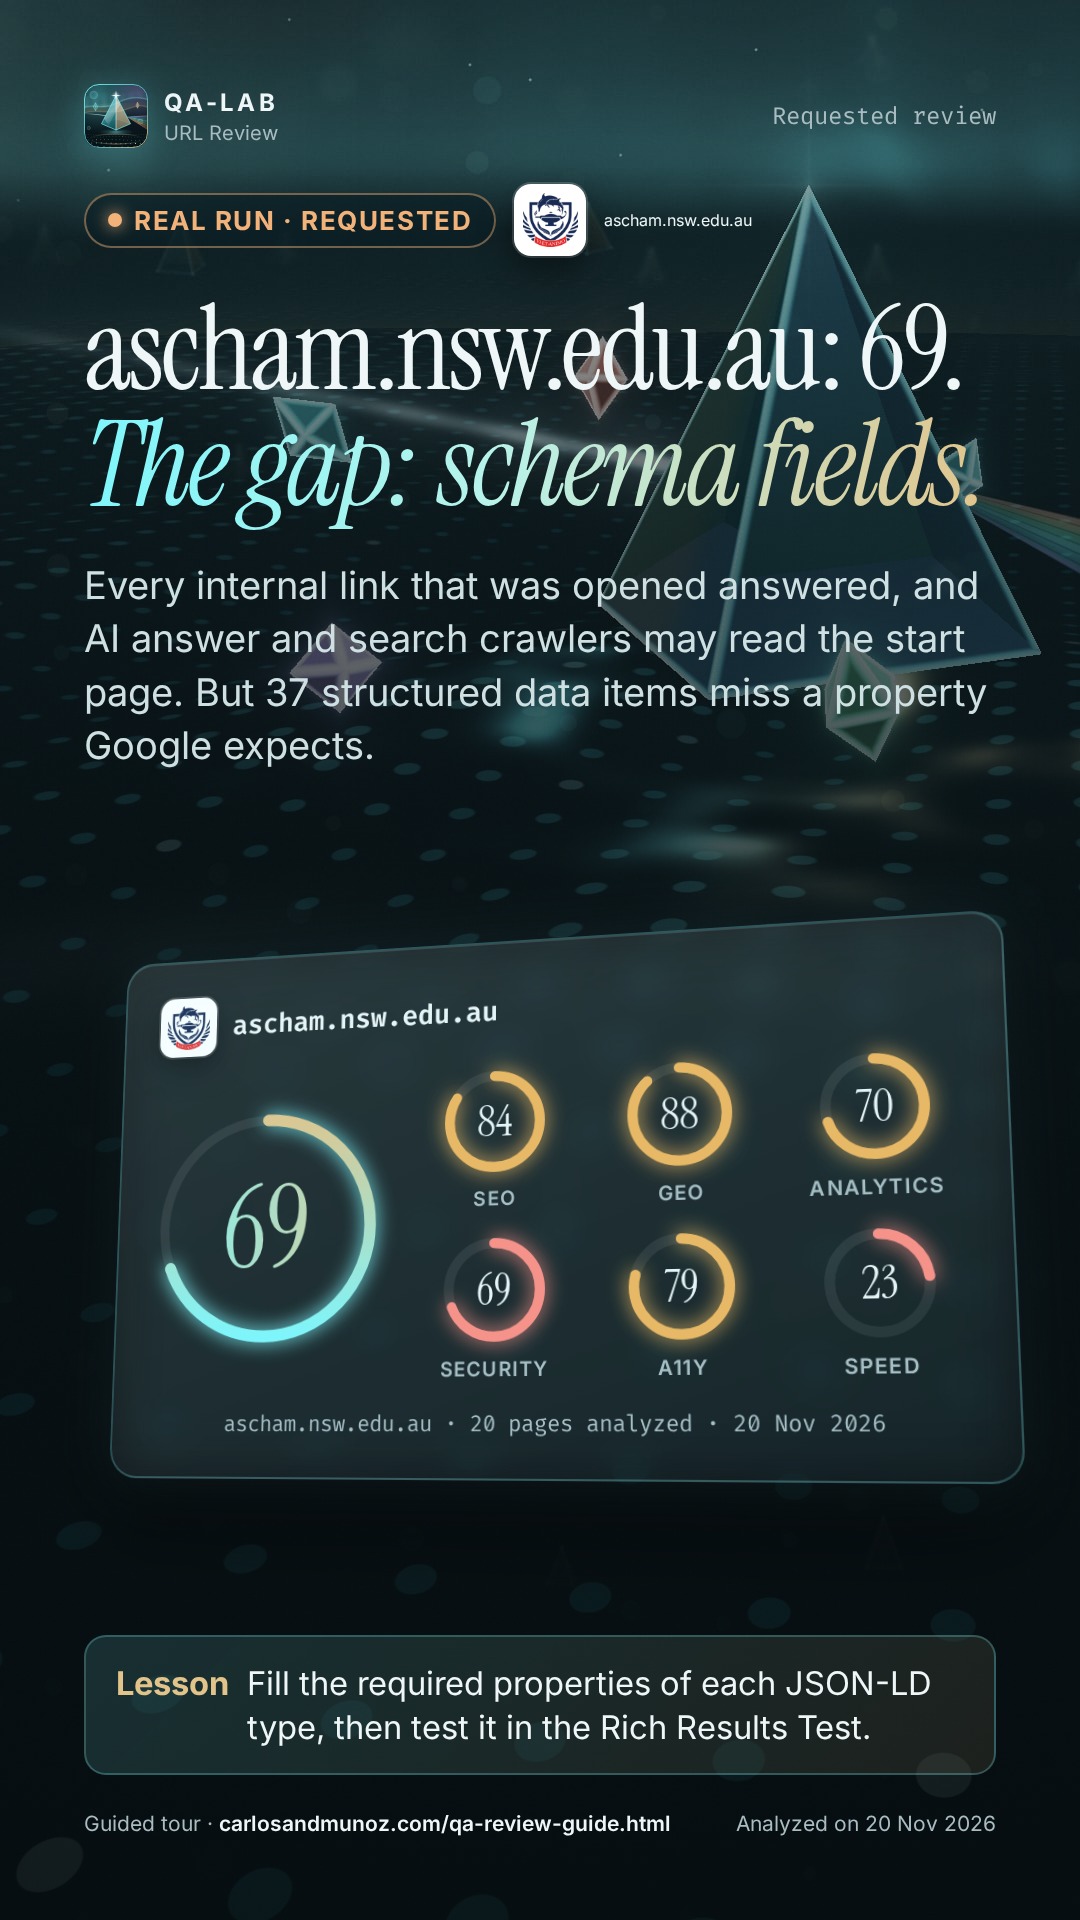 QA-LAB
URL Review
Requested review
REAL RUN · REQUESTED
ascham.nsw.edu.au
ascham.nsw.edu.au: 69.
The gap: schema fields.
Every internal link that was opened answered, and
AI answer and search crawlers may read the start
page. But 37 structured data items miss a property
Google expects.
ascham.nsw.edu.au
69
84
SEO
88
GEO
70
ANALYTICS
69
SECURITY
79
A11Y
23
SPEED
ascham.nsw.edu.au · 20 pages analyzed · 20 Nov 2026
Lesson Fill the required properties of each JSON-LD
type, then test it in the Rich Results Test.
Guided tour · carlosandmunoz.com/qa-review-guide.html
Analyzed on 20 Nov 2026